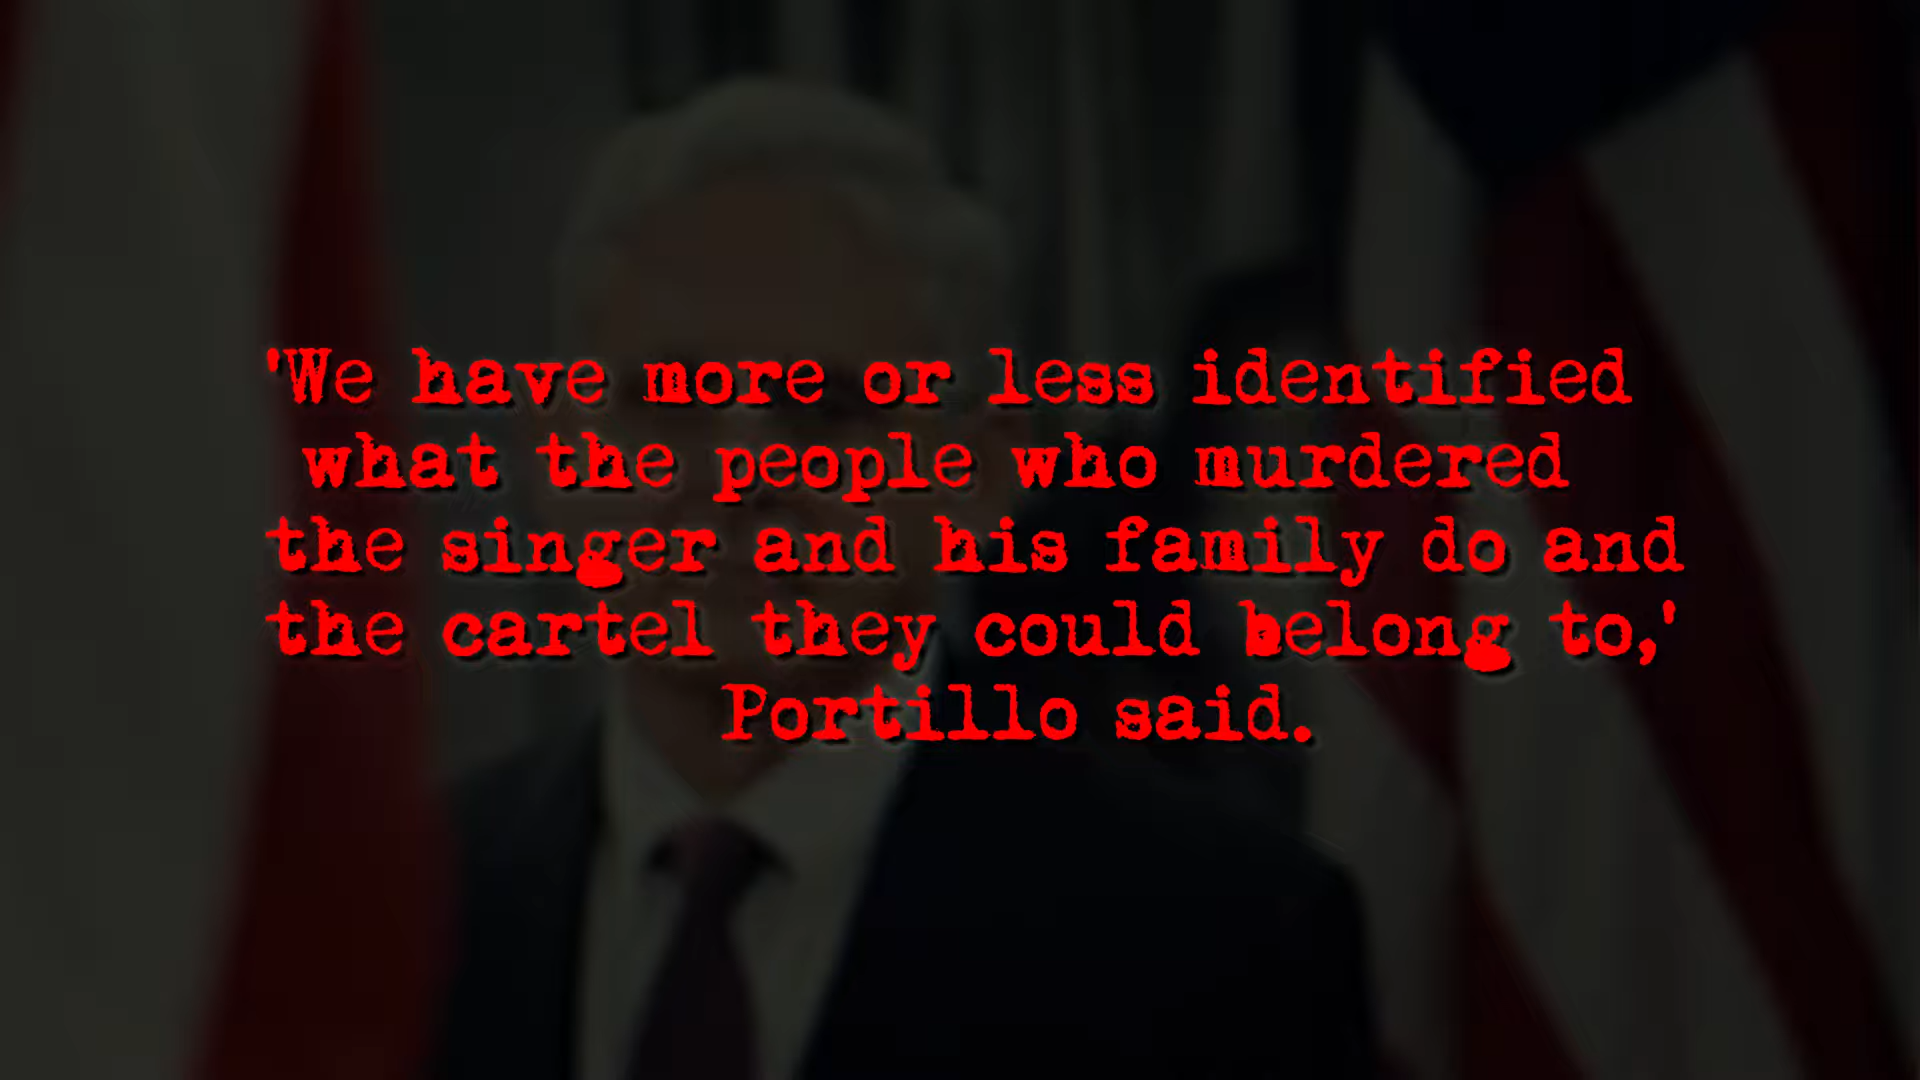 'We have more or less identified
what the people who murdered
the singer and his family do and
the cartel they could belong to,'
Portillo said.